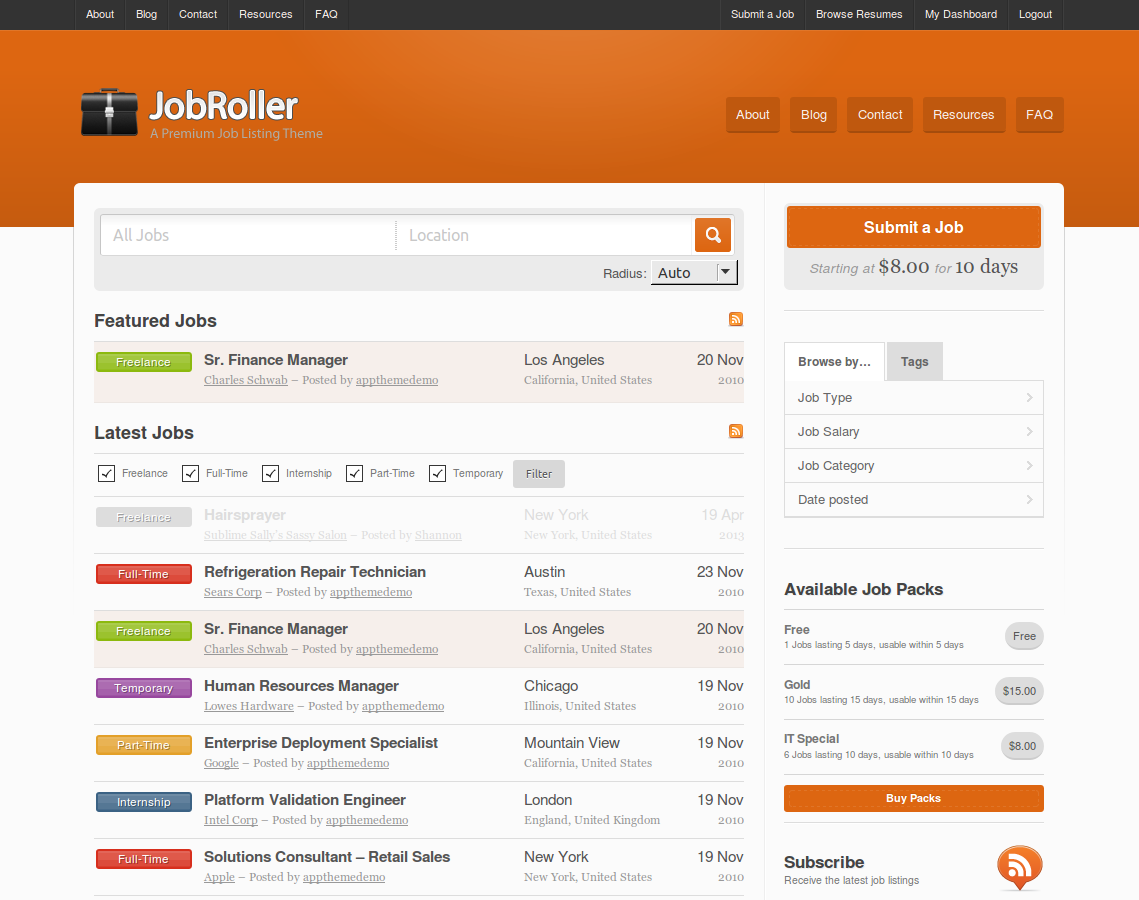 About Blog Contact Resources FAQ Submit a Job Browse Resumes My Dashboard Logout
JobRoller
A Premium Job Listing Theme
About Blog Contact Resources FAQ
All Jobs Location
Radius: Auto
Featured Jobs
Freelance Sr. Finance Manager Los Angeles 20 Nov
Charles Schwab – Posted by appthemedemo California, United States 2010
Latest Jobs
Freelance Full-Time Internship Part-Time Temporary Filter
Freelance Hairsprayer New York 19 Apr
Sublime Sally's Sassy Salon – Posted by Shannon New York, United States 2013
Full-Time Refrigeration Repair Technician Austin 23 Nov
Sears Corp – Posted by appthemedemo Texas, United States 2010
Freelance Sr. Finance Manager Los Angeles 20 Nov
Charles Schwab – Posted by appthemedemo California, United States 2010
Temporary Human Resources Manager Chicago 19 Nov
Lowes Hardware – Posted by appthemedemo Illinois, United States 2010
Part-Time Enterprise Deployment Specialist Mountain View 19 Nov
Google – Posted by appthemedemo California, United States 2010
Internship Platform Validation Engineer London 19 Nov
Intel Corp – Posted by appthemedemo England, United Kingdom 2010
Full-Time Solutions Consultant – Retail Sales New York 19 Nov
Apple – Posted by appthemedemo New York, United States 2010
Submit a Job
Starting at $8.00 for 10 days
Browse by... Tags
Job Type
Job Salary
Job Category
Date posted
Available Job Packs
Free
1 Jobs lasting 5 days, usable within 5 days Free
Gold
10 Jobs lasting 15 days, usable within 15 days $15.00
IT Special
6 Jobs lasting 10 days, usable within 10 days $8.00
Buy Packs
Subscribe
Receive the latest job listings